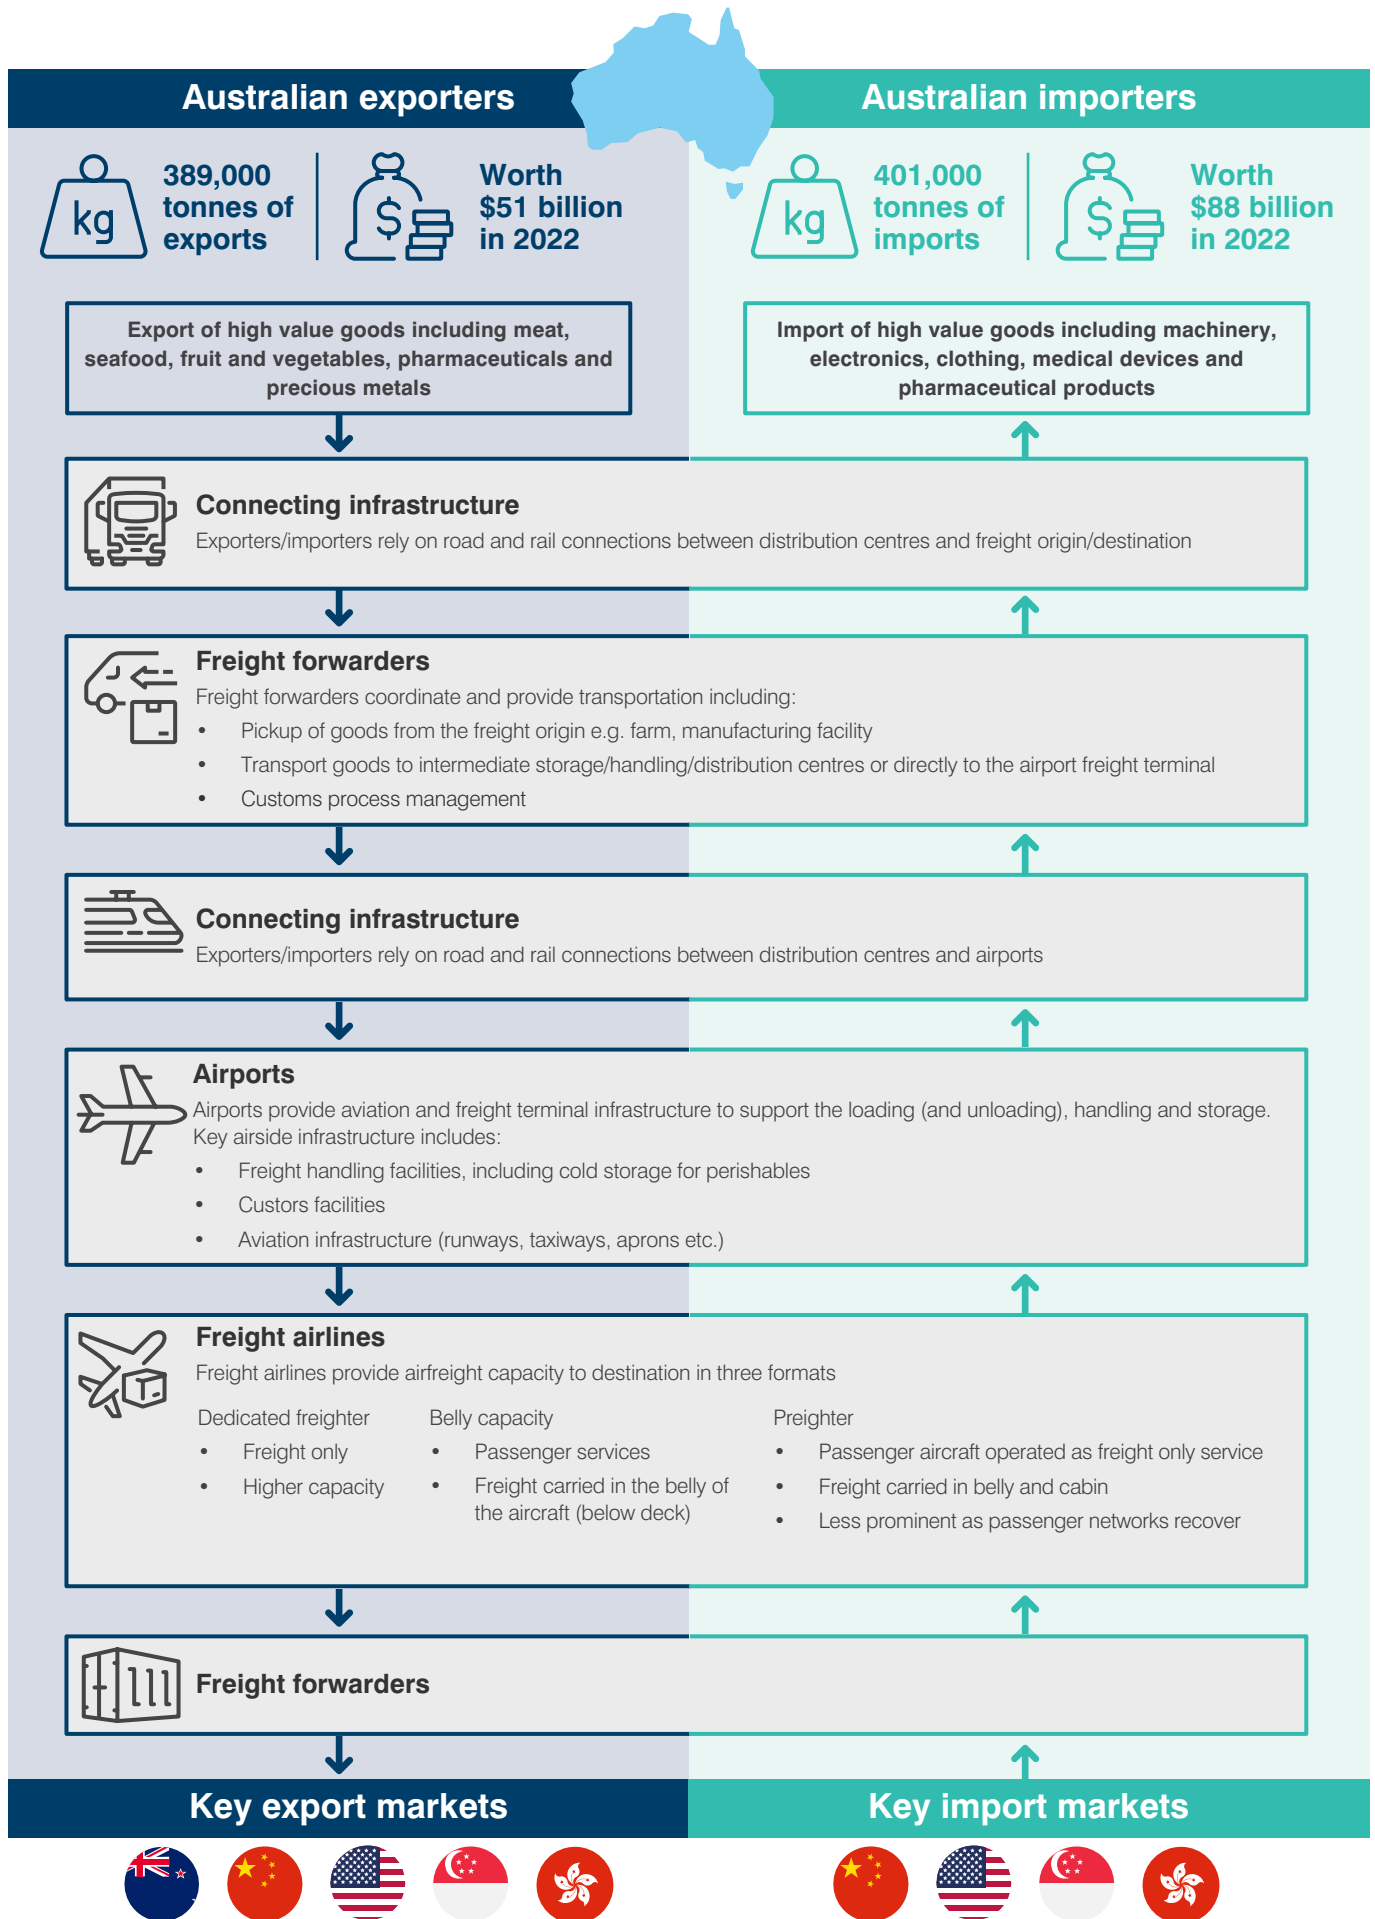 Australian exporters
Australian importers
kg
389,000
tonnes of
exports
$
Worth
$51 billion
in 2022
kg
401,000
tonnes of
imports
$
Worth
$88 billion
in 2022
Export of high value goods including meat,
seafood, fruit and vegetables, pharmaceuticals and
precious metals
Import of high value goods including machinery,
electronics, clothing, medical devices and
pharmaceutical products
Connecting infrastructure
Exporters/importers rely on road and rail connections between distribution centres and freight origin/destination
Freight forwarders
Freight forwarders coordinate and provide transportation including:
• Pickup of goods from the freight origin e.g. farm, manufacturing facility
• Transport goods to intermediate storage/handling/distribution centres or directly to the airport freight terminal
• Customs process management
Connecting infrastructure
Exporters/importers rely on road and rail connections between distribution centres and airports
Airports
Airports provide aviation and freight terminal infrastructure to support the loading (and unloading), handling and storage.
Key airside infrastructure includes:
• Freight handling facilities, including cold storage for perishables
• Custors facilities
• Aviation infrastructure (runways, taxiways, aprons etc.)
Freight airlines
Freight airlines provide airfreight capacity to destination in three formats
Dedicated freighter
• Freight only
• Higher capacity
Belly capacity
• Passenger services
• Freight carried in the belly of
the aircraft (below deck)
Preighter
• Passenger aircraft operated as freight only service
• Freight carried in belly and cabin
• Less prominent as passenger networks recover
Freight forwarders
Key export markets
Key import markets